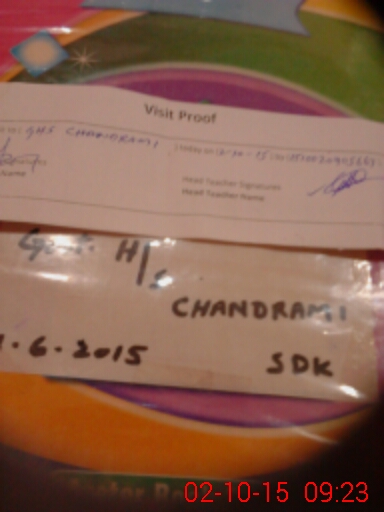 Visit Proof
GHS CHANDRAMI
Head Teacher Signatures
Name
Head Teacher Name
Govt. H/s
CHANDRAMI
.6.2015
SDK
02-10-15 09:23